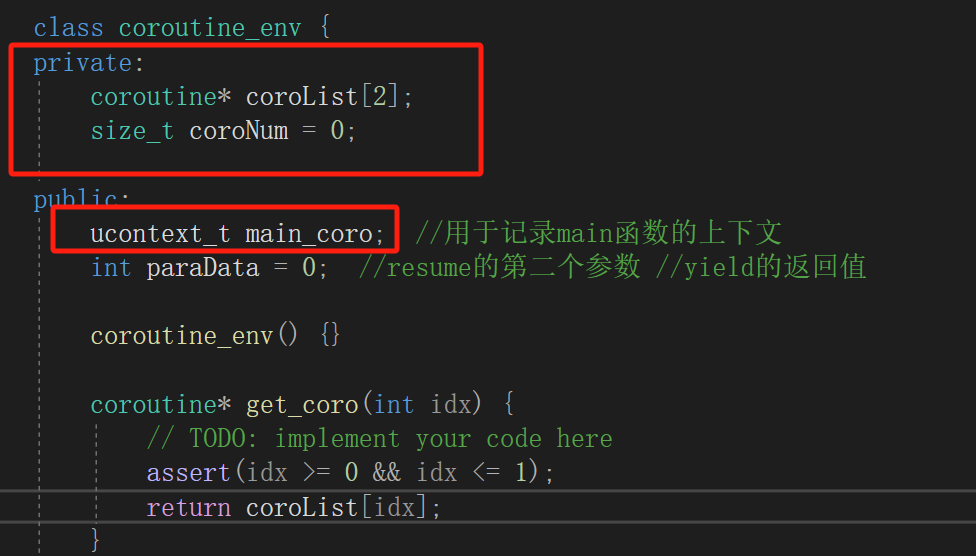 class coroutine_env {
private:
coroutine* coroList[2];
size_t coroNum = 0;
public:
ucontext_t main_coro; //用于记录main函数的上下文
int paraData = 0; //resume的第二个参数 //yield的返回值
coroutine_env() {}
coroutine* get_coro(int idx) {
// TODO: implement your code here
assert(idx >= 0 && idx <= 1);
return coroList[idx];
}